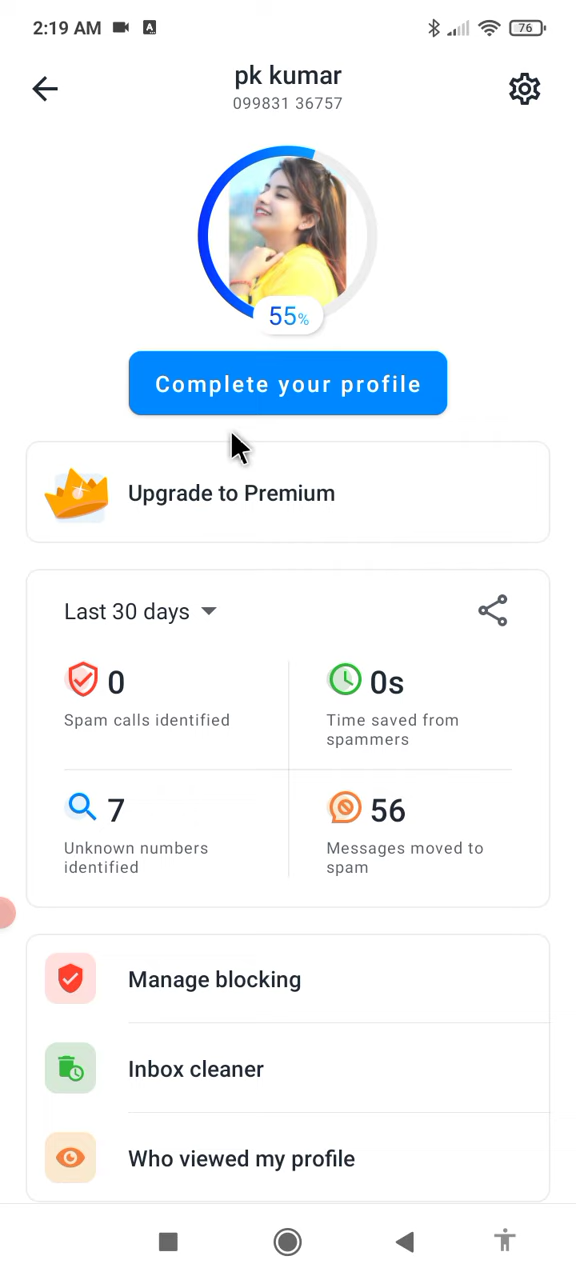 2:19 AM
76
pk kumar
099831 36757
55%
Complete your profile
Upgrade to Premium
Last 30 days
0
Spam calls identified
0s
Time saved from
spammers
7
Unknown numbers
identified
56
Messages moved to
spam
Manage blocking
Inbox cleaner
Who viewed my profile